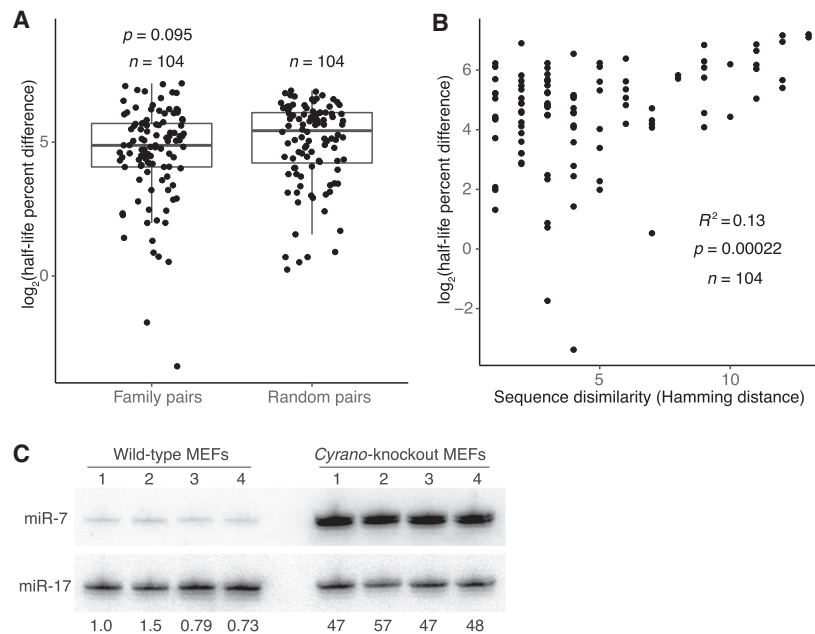 A
p = 0.095
n = 104
n = 104
log2(half-life percent difference)
5
0
Family pairs
Random pairs
B
log2(half-life percent difference)
6
4
2
0
−2
R2 = 0.13
p = 0.00022
n = 104
5
10
Sequence disimilarity (Hamming distance)
C
Wild-type MEFs
Cyrano-knockout MEFs
1 2 3 4
1 2 3 4
miR-7
miR-17
1.0 1.5 0.79 0.73
47 57 47 48